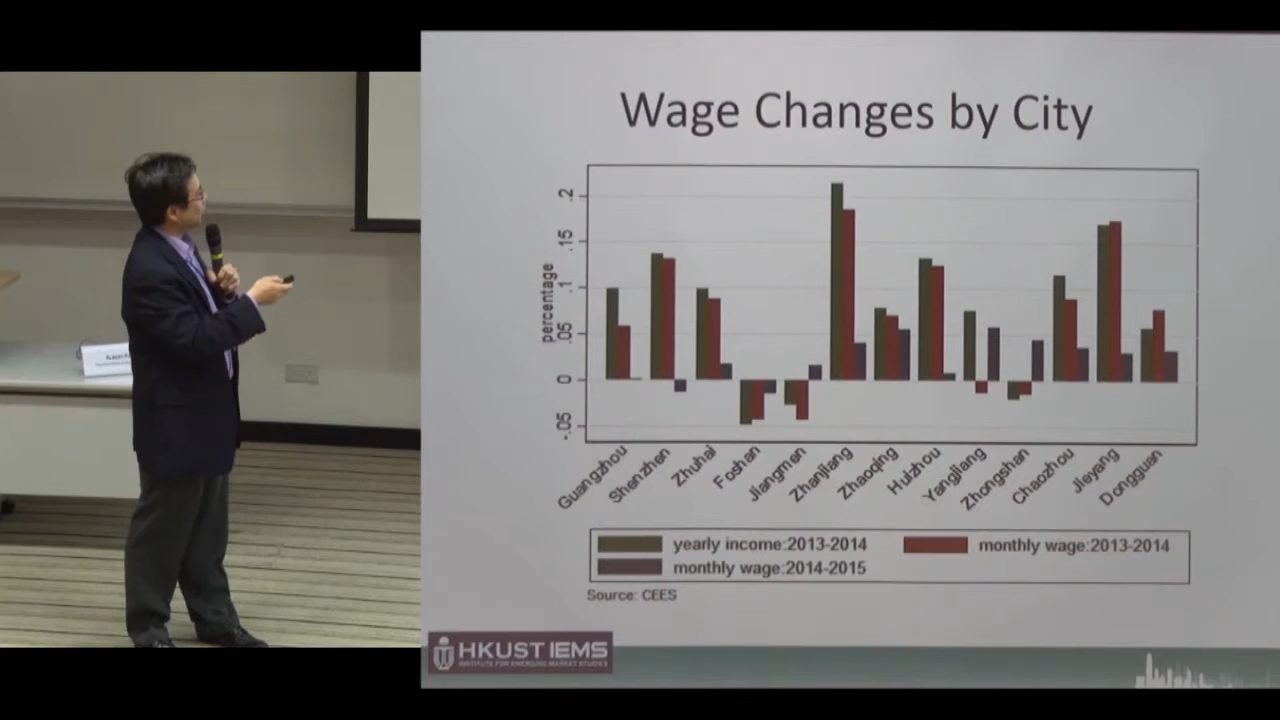 Wage Changes by City
percentage
.2
.15
.1
.05
0
-.05
Guangzhou
Shenzhen
Zhuhai
Foshan
Jiangmen
Zhanjiang
Zhaoqing
Huizhou
Yangjiang
Zhongshan
Chaozhou
Jieyang
Dongguan
yearly income:2013-2014
monthly wage:2013-2014
monthly wage:2014-2015
Source: CEES
HKUST IEMS
INSTITUTE FOR EMERGING MARKET STUDIES